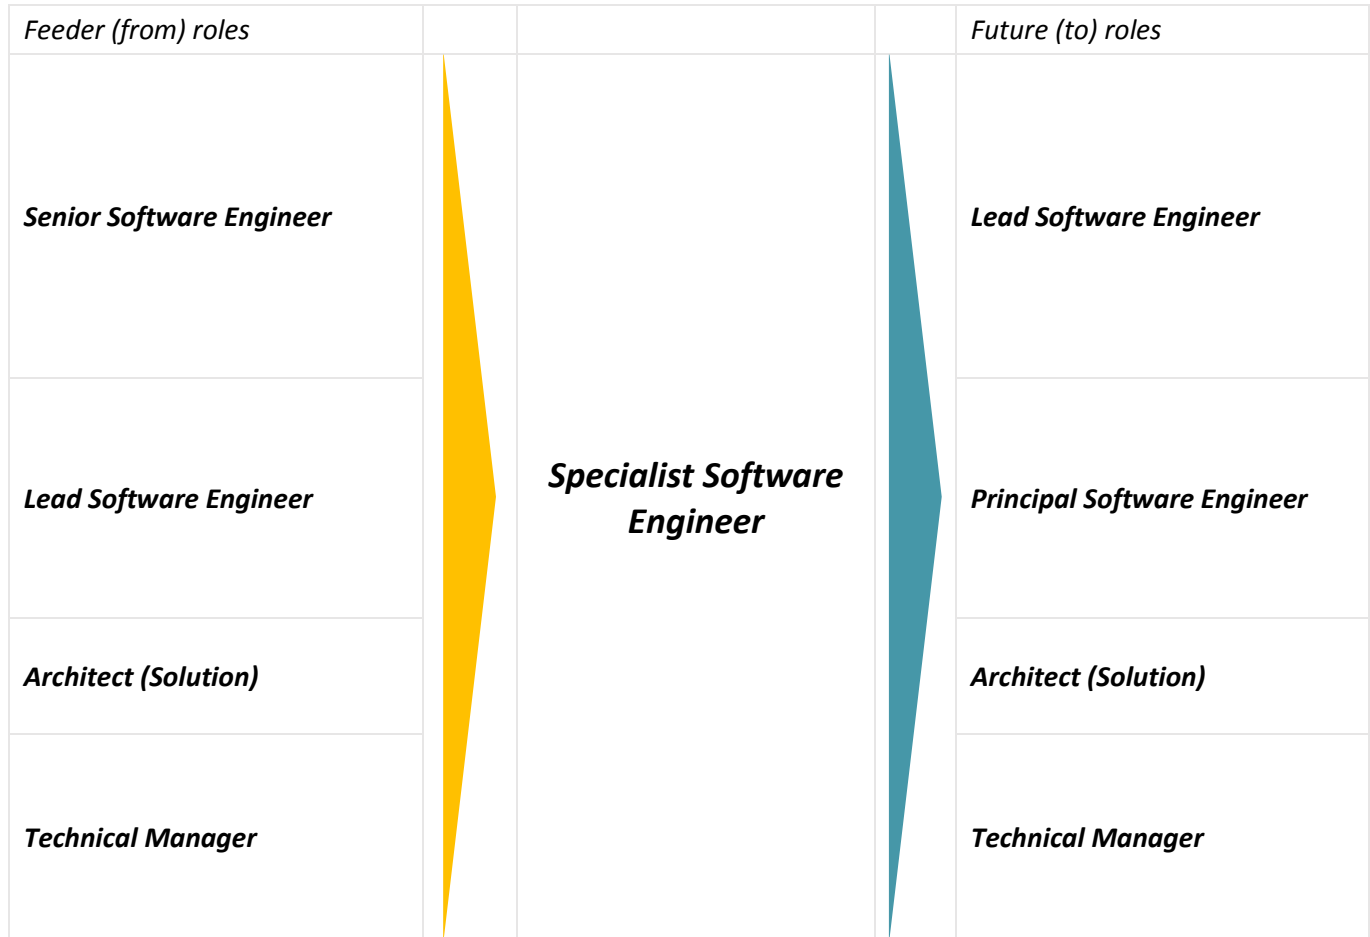 Feeder (from) roles
Future (to) roles
Senior Software Engineer
Lead Software Engineer
Lead Software Engineer
Specialist Software
Engineer
Principal Software Engineer
Architect (Solution)
Architect (Solution)
Technical Manager
Technical Manager